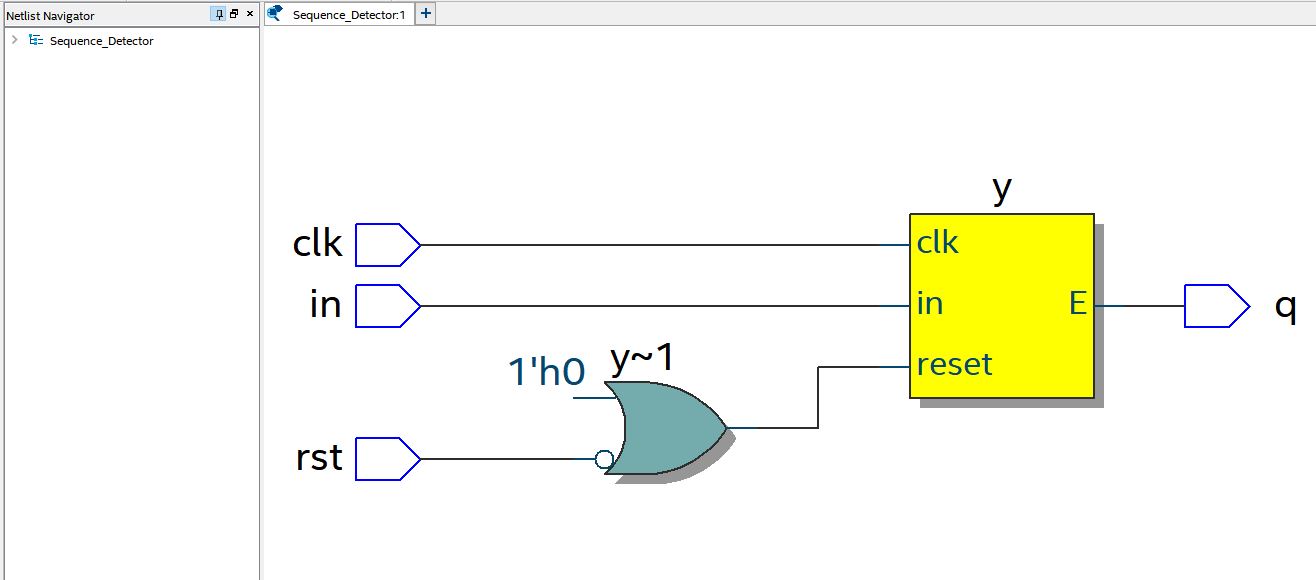 Netlist Navigator
Sequence_Detector:1
Sequence_Detector
y
clk
clk
in
in
E
q
1'h0
y~1
reset
rst